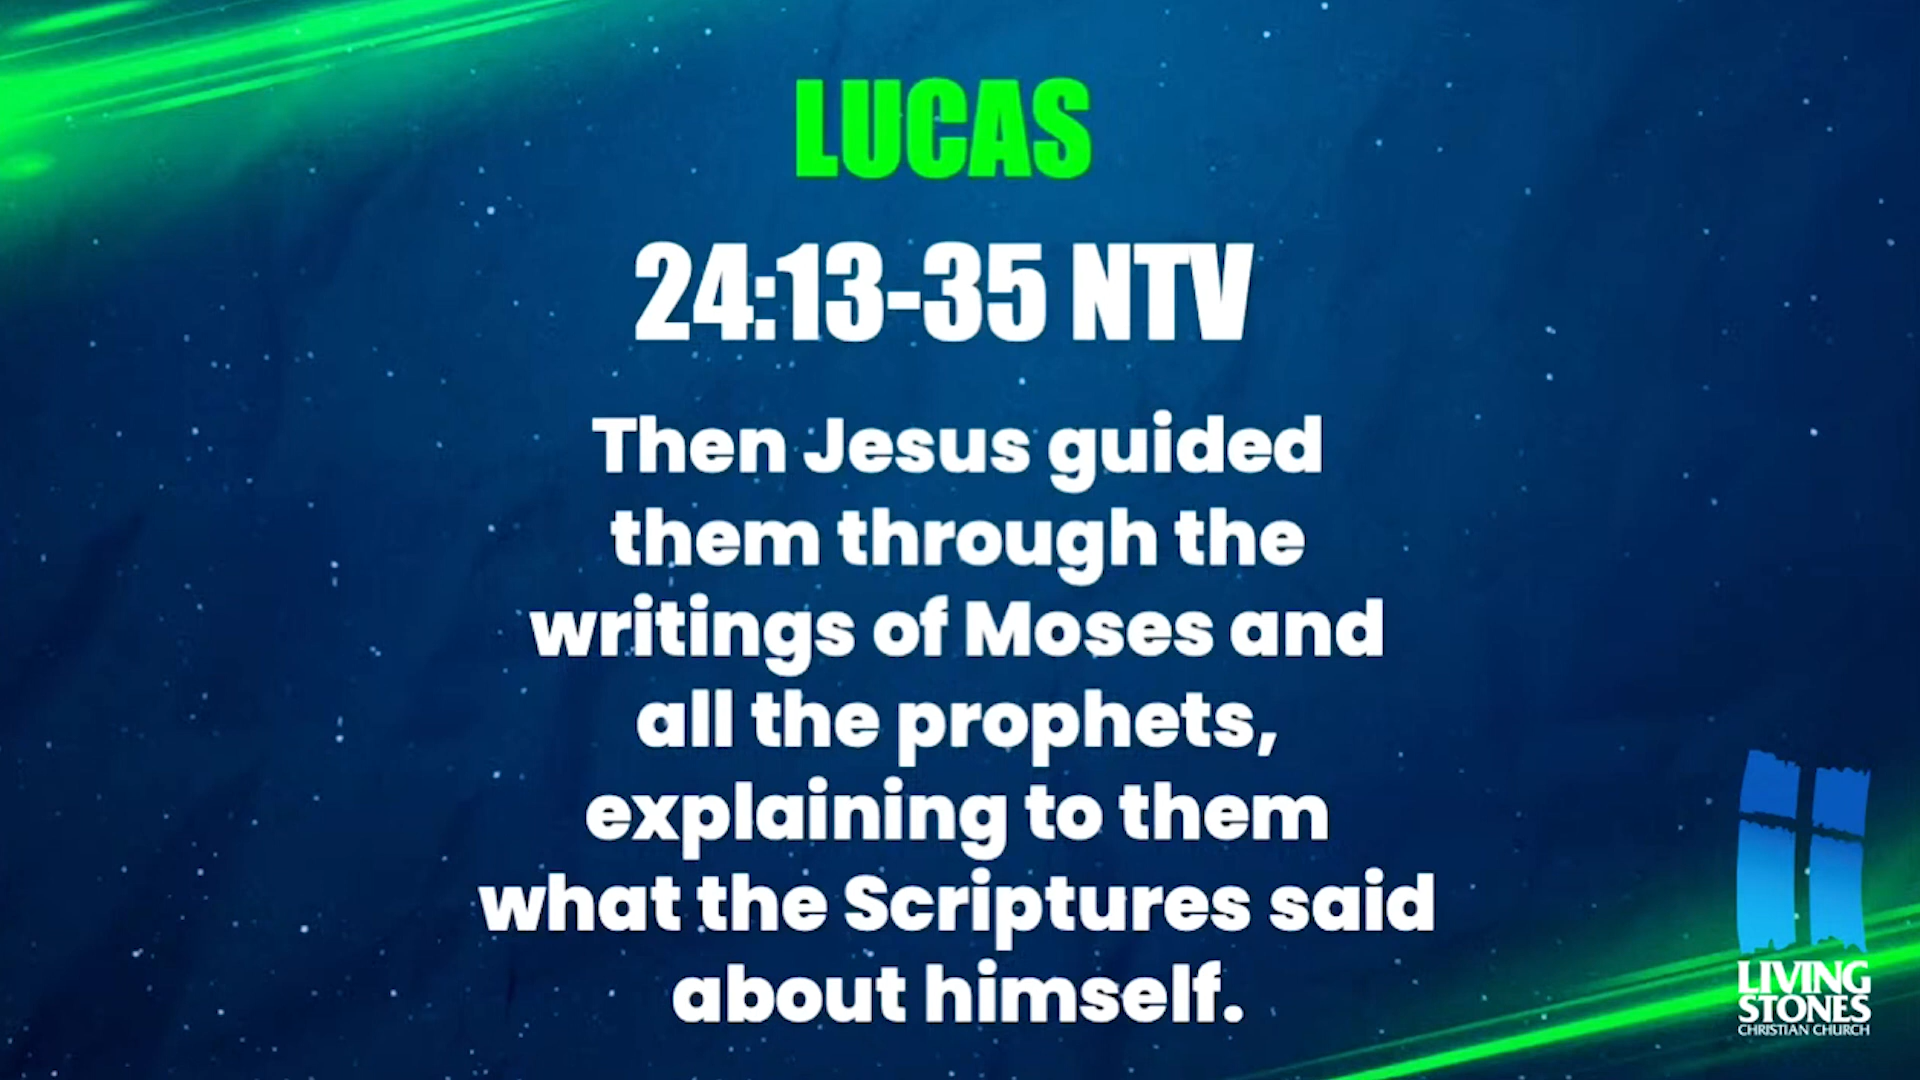 LUCAS
24:13-35 NTV
Then Jesus guided
them through the
writings of Moses and
all the prophets,
explaining to them
what the Scriptures said
about himself.
LIVING
STONES
CHRISTIAN CHURCH